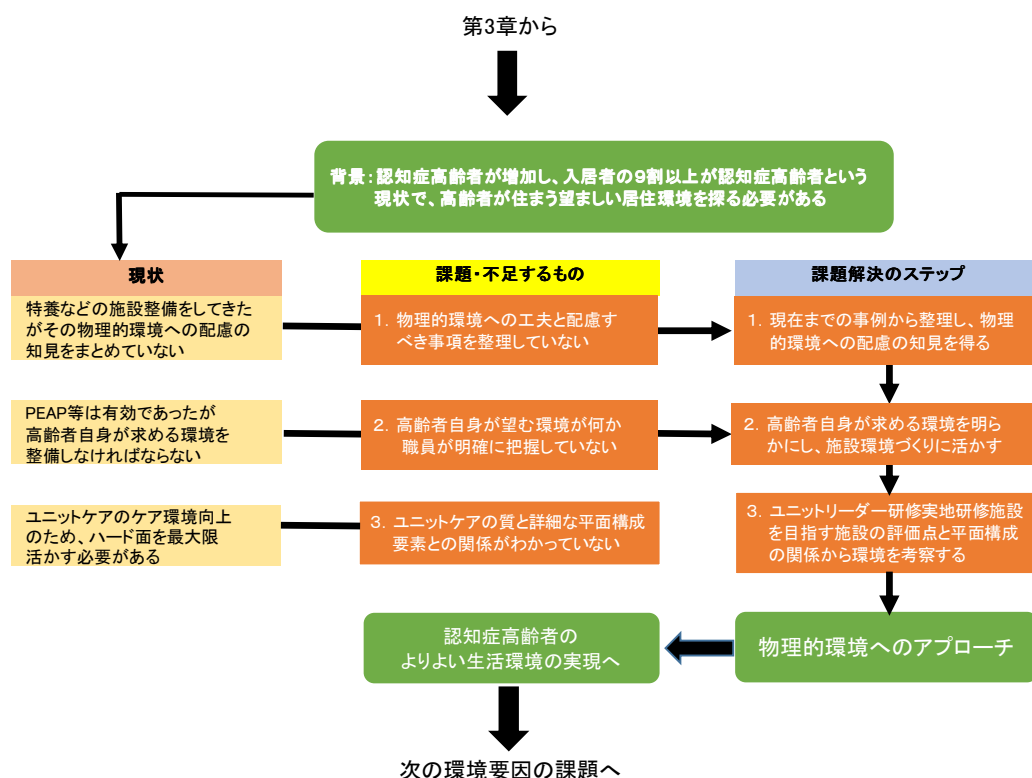 第3章から
背景：認知症高齢者が増加し、入居者の9割以上が認知症高齢者という
現状で、高齢者が住まう望ましい居住環境を探る必要がある
現状
課題・不足するもの
課題解決のステップ
特養などの施設整備をしてきた
がその物理的環境への配慮の
知見をまとめていない
1．物理的環境への工夫と配慮す
べき事項を整理していない
1．現在までの事例から整理し、物理
的環境への配慮の知見を得る
PEAP等は有効であったが
高齢者自身が求める環境を
整備しなければならない
2．高齢者自身が望む環境が何か
職員が明確に把握していない
2．高齢者自身が求める環境を明ら
かにし、施設環境づくりに活かす
ユニットケアのケア環境向上
のため、ハード面を最大限
活かす必要がある
3．ユニットケアの質と詳細な平面構成
要素との関係がわかっていない
3．ユニットリーダー研修実地研修施設
を目指す施設の評価点と平面構成
の関係から環境を考察する
認知症高齢者の
よりよい生活環境の実現へ
物理的環境へのアプローチ
次の環境要因の課題へ